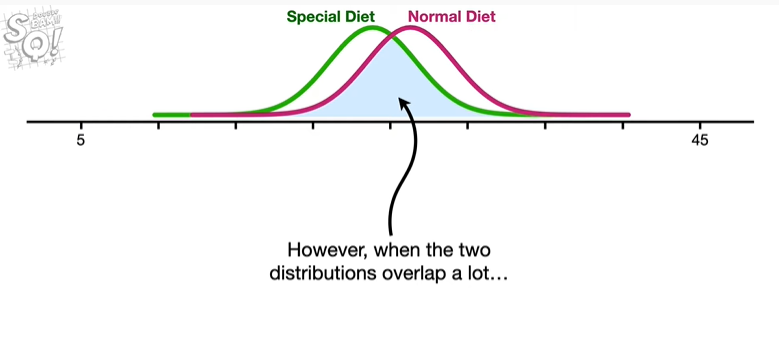 Special Diet Normal Diet
5 45
However, when the two
distributions overlap a lot...